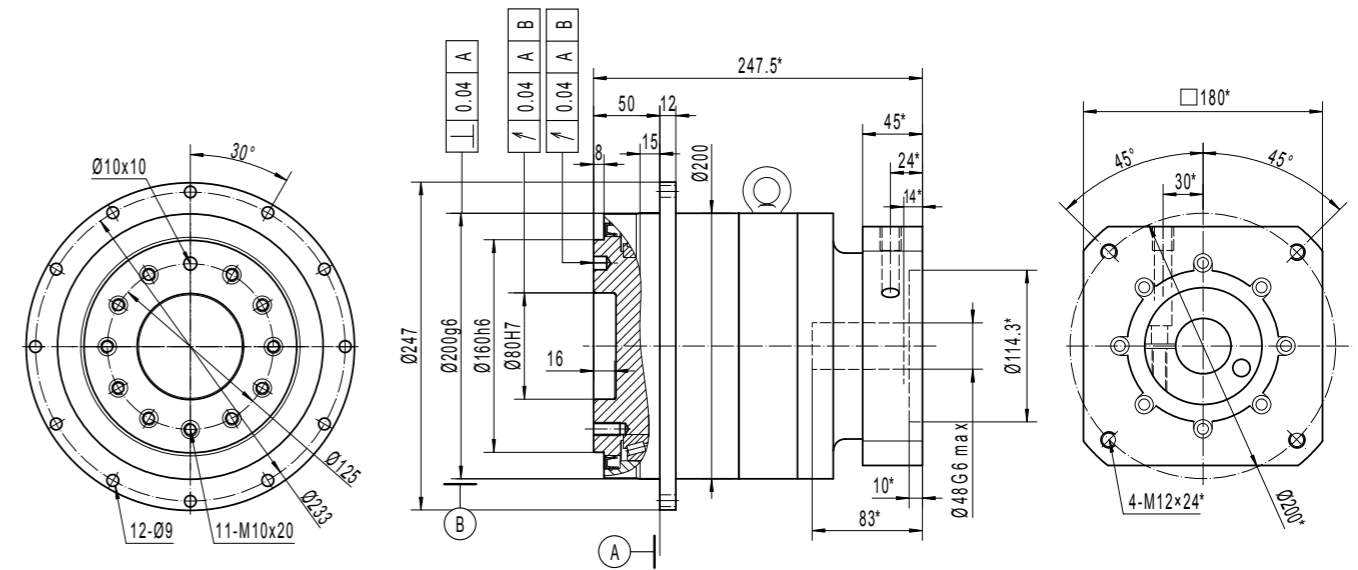 Ø10x10
30°
Ø125
Ø233
12-Ø9
11-M10x20
⊥ 0.04 A
↗ 0.04 A B
↗ 0.04 A B
247.5*
50
12
15
8
45*
24*
14*
Ø247
Ø200g6
Ø160h6
Ø80H7
16
Ø200
Ø114.3*
Ø48G6 max
10*
83*
B
A
□180*
45°
45°
30*
4-M12×24*
Ø200*